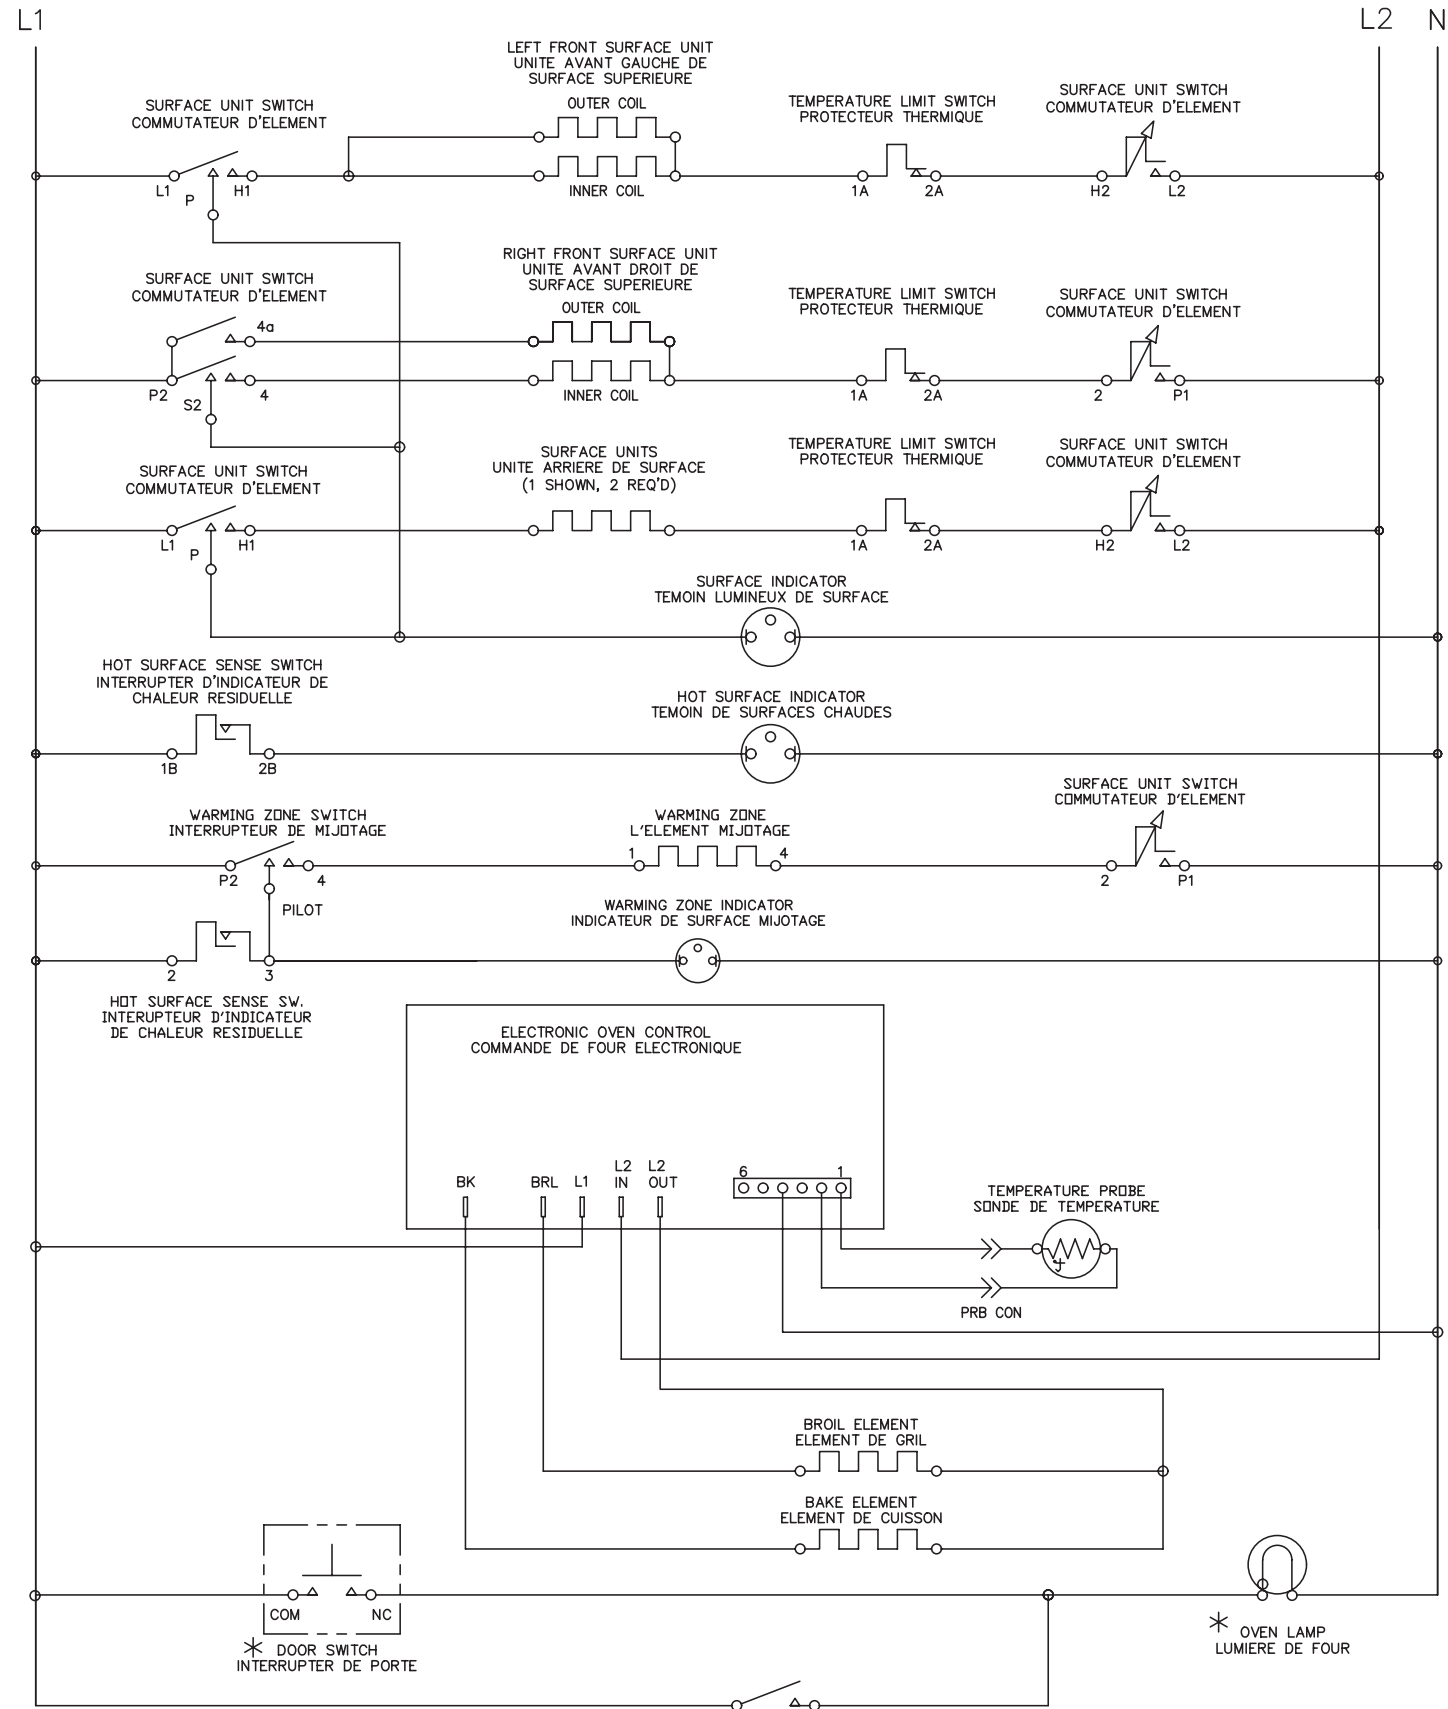 L1
L2 N
LEFT FRONT SURFACE UNIT
UNITE AVANT GAUCHE DE
SURFACE SUPERIEURE
SURFACE UNIT SWITCH
COMMUTATEUR D'ELEMENT
OUTER COIL
TEMPERATURE LIMIT SWITCH
PROTECTEUR THERMIQUE
SURFACE UNIT SWITCH
COMMUTATEUR D'ELEMENT
L1
P
H1
INNER COIL
1A
2A
H2
L2
RIGHT FRONT SURFACE UNIT
UNITE AVANT DROIT DE
SURFACE SUPERIEURE
SURFACE UNIT SWITCH
COMMUTATEUR D'ELEMENT
OUTER COIL
TEMPERATURE LIMIT SWITCH
PROTECTEUR THERMIQUE
SURFACE UNIT SWITCH
COMMUTATEUR D'ELEMENT
4a
P2
S2
4
INNER COIL
1A
2A
2
P1
SURFACE UNIT SWITCH
COMMUTATEUR D'ELEMENT
SURFACE UNITS
UNITE ARRIERE DE SURFACE
(1 SHOWN, 2 REQ'D)
TEMPERATURE LIMIT SWITCH
PROTECTEUR THERMIQUE
SURFACE UNIT SWITCH
COMMUTATEUR D'ELEMENT
L1
P
H1
1A
2A
H2
L2
SURFACE INDICATOR
TEMOIN LUMINEUX DE SURFACE
HOT SURFACE SENSE SWITCH
INTERRUPTER D'INDICATEUR DE
CHALEUR RESIDUELLE
HOT SURFACE INDICATOR
TEMOIN DE SURFACES CHAUDES
1B
2B
WARMING ZONE SWITCH
INTERRUPTEUR DE MIJOTAGE
WARMING ZONE
L'ELEMENT MIJOTAGE
SURFACE UNIT SWITCH
COMMUTATEUR D'ELEMENT
P2
4
1
4
2
P1
PILOT
WARMING ZONE INDICATOR
INDICATEUR DE SURFACE MIJOTAGE
2
3
HOT SURFACE SENSE SW.
INTERUPTEUR D'INDICATEUR
DE CHALEUR RESIDUELLE
ELECTRONIC OVEN CONTROL
COMMANDE DE FOUR ELECTRONIQUE
BK
BRL
L1
L2
IN
L2
OUT
6
1
TEMPERATURE PROBE
SONDE DE TEMPERATURE
PRB CON
BROIL ELEMENT
ELEMENT DE GRIL
BAKE ELEMENT
ELEMENT DE CUISSON
COM
NC
DOOR SWITCH
INTERRUPTER DE PORTE
OVEN LAMP
LUMIERE DE FOUR